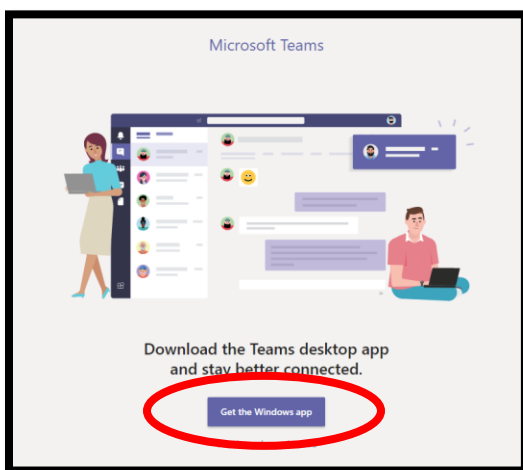 Microsoft Teams
Download the Teams desktop app
and stay better connected.
Get the Windows app